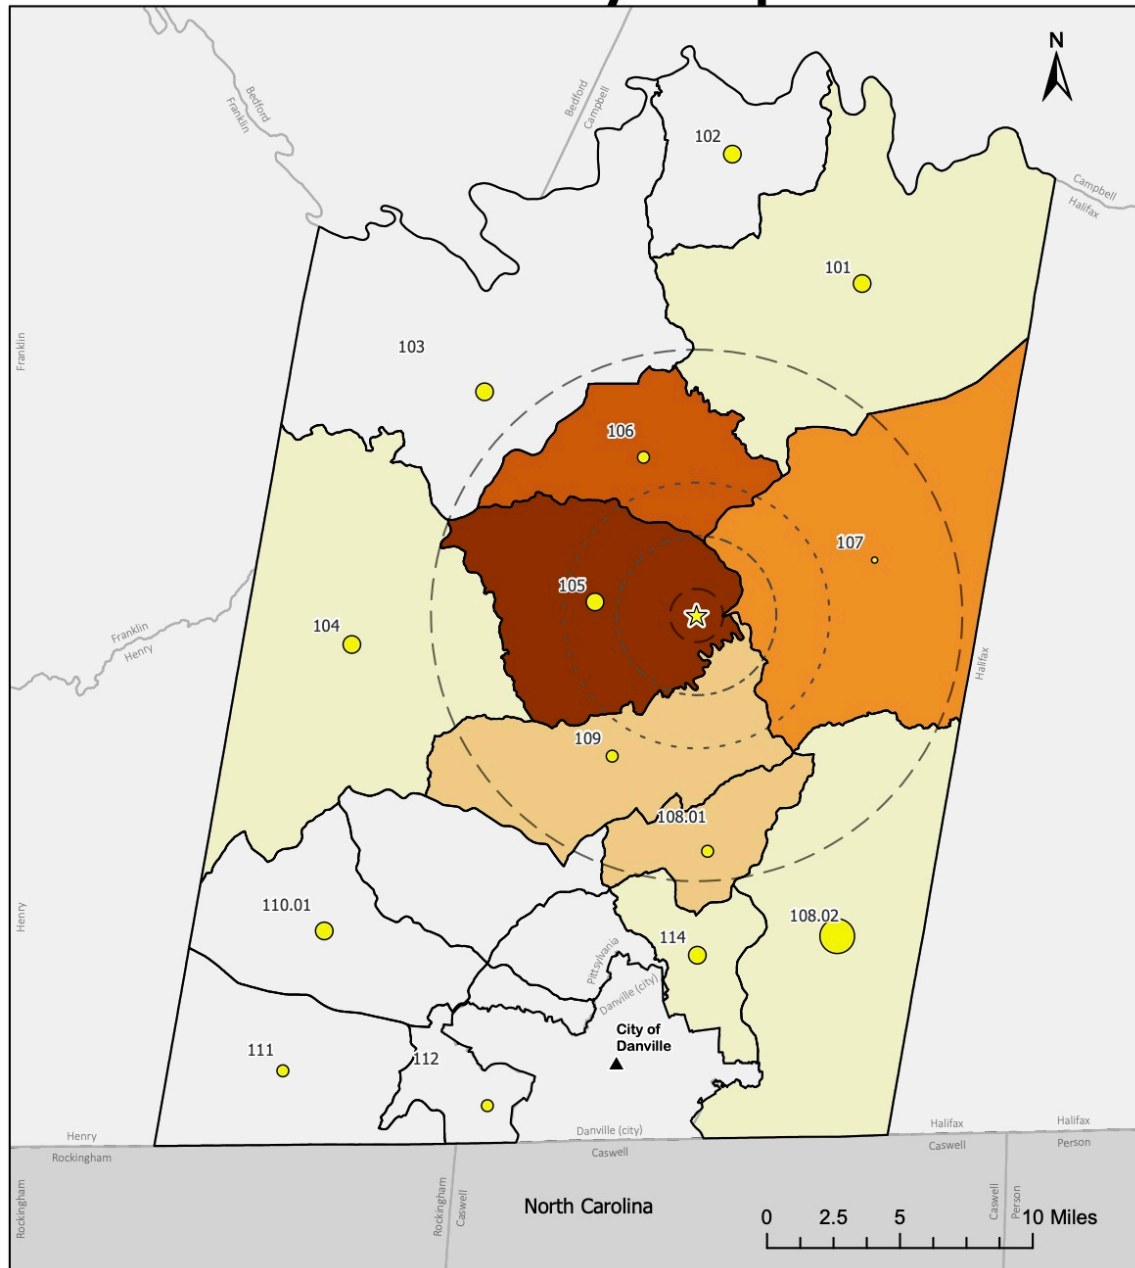 N
Bedford
Franklin
Bedford
Campbell
102
Campbell
Halifax
101
Franklin
103
106
107
105
104
Franklin
Henry
Halifax
109
108.01
Henry
110.01
114
108.02
Pittsylvania
Danville (city)
City of
Danville
111
112
Henry
Danville (city)
Halifax
Halifax
Rockingham
Caswell
Caswell
Person
Rockingham
Rockingham
Caswell
North Carolina
Caswell
Person
0 2.5 5 10 Miles